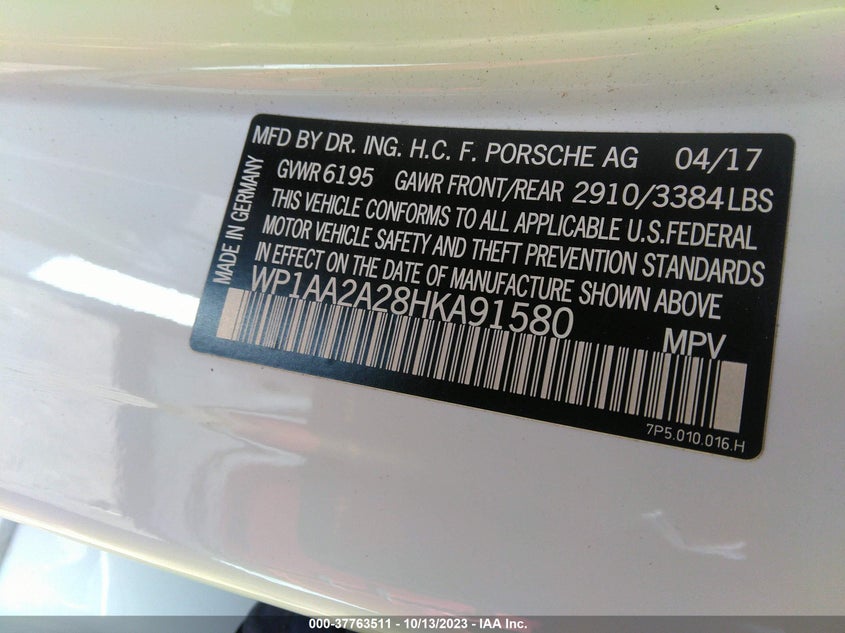 MFD BY DR. ING. H.C. F. PORSCHE AG 04/17
GVWR 6195 GAWR FRONT/REAR 2910/3384 LBS
THIS VEHICLE CONFORMS TO ALL APPLICABLE U.S.FEDERAL
MOTOR VEHICLE SAFETY AND THEFT PREVENTION STANDARDS
IN EFFECT ON THE DATE OF MANUFACTURE SHOWN ABOVE
WP1AA2A28HKA91580 MPV
7P5.010.016.H
MADE IN GERMANY
000-37763511 - 10/13/2023 - IAA Inc.